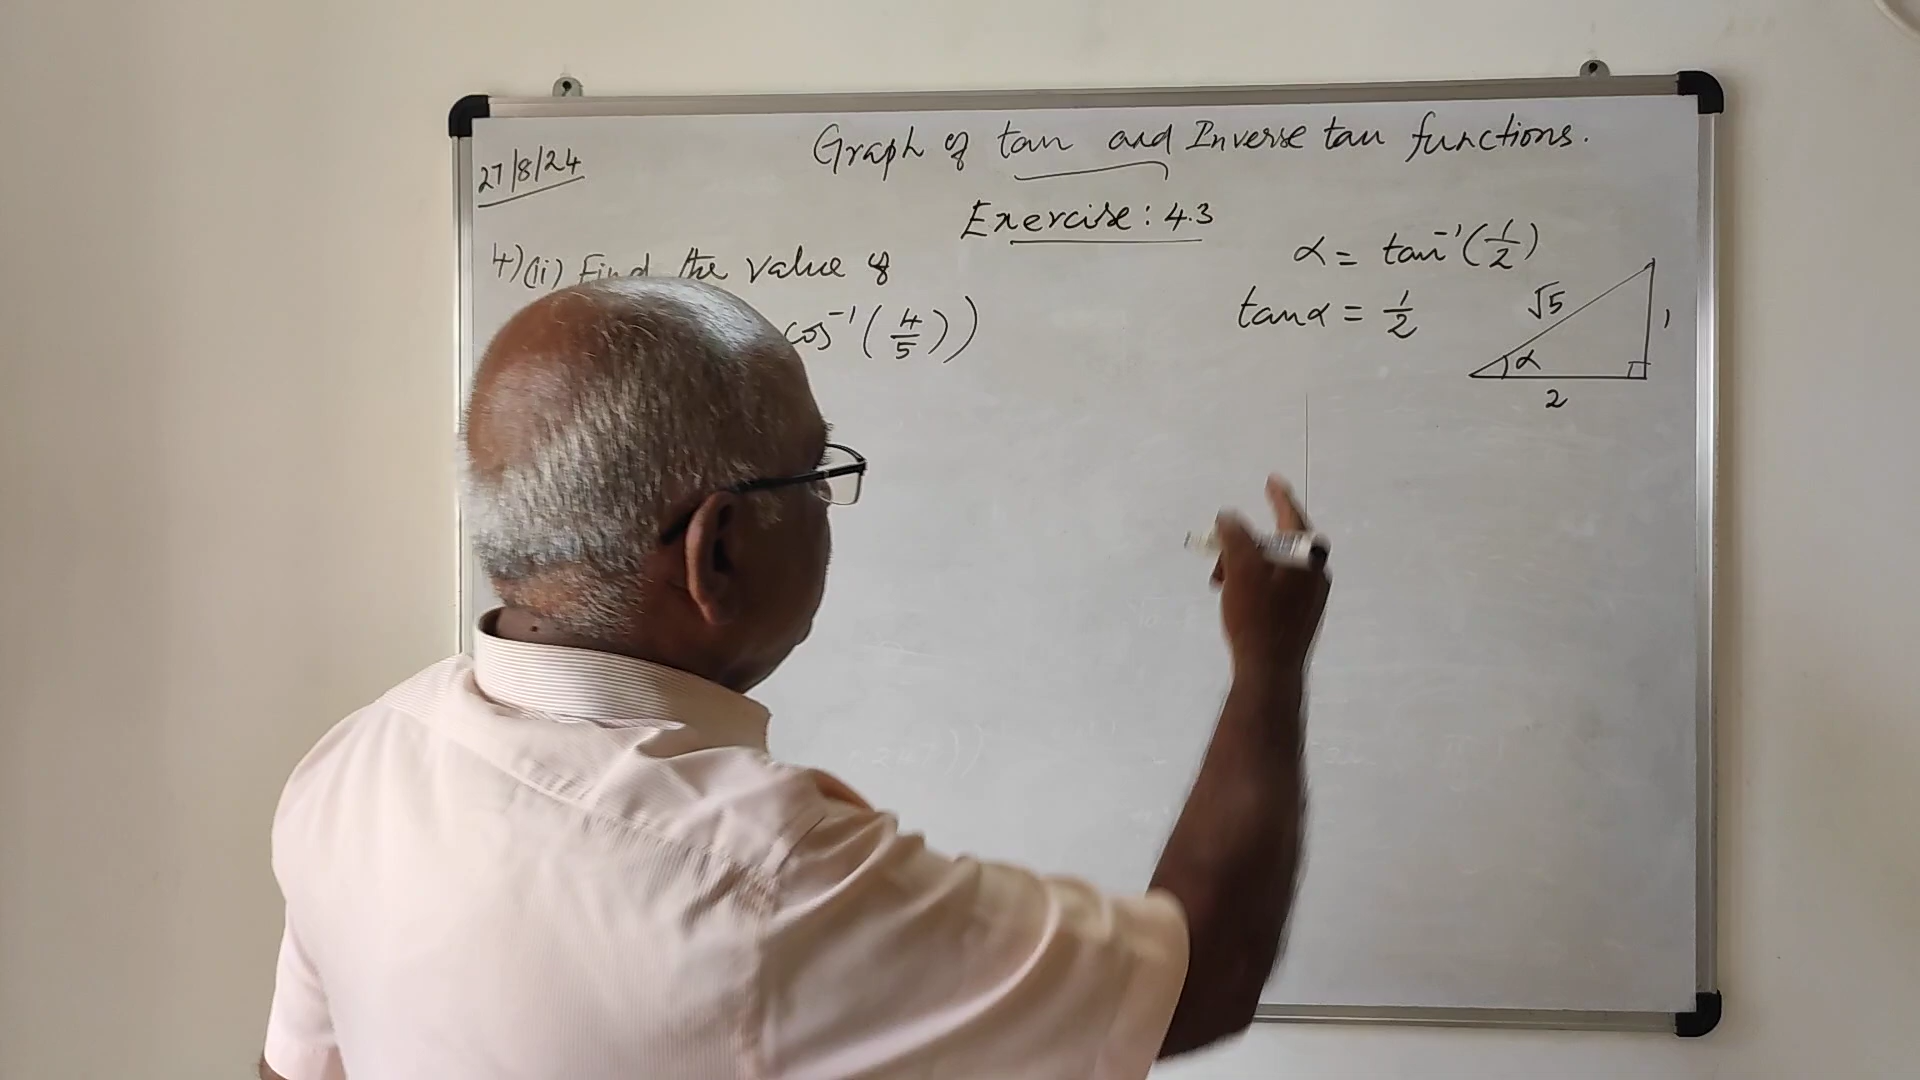 Graph of tan and Inverse tan functions.
27/8/24
Exercise: 4.3
4) (ii) Find the value of
cos⁻¹(4/5))
α = tan⁻¹(1/2)
tanα = 1/2
√5
1
α
2